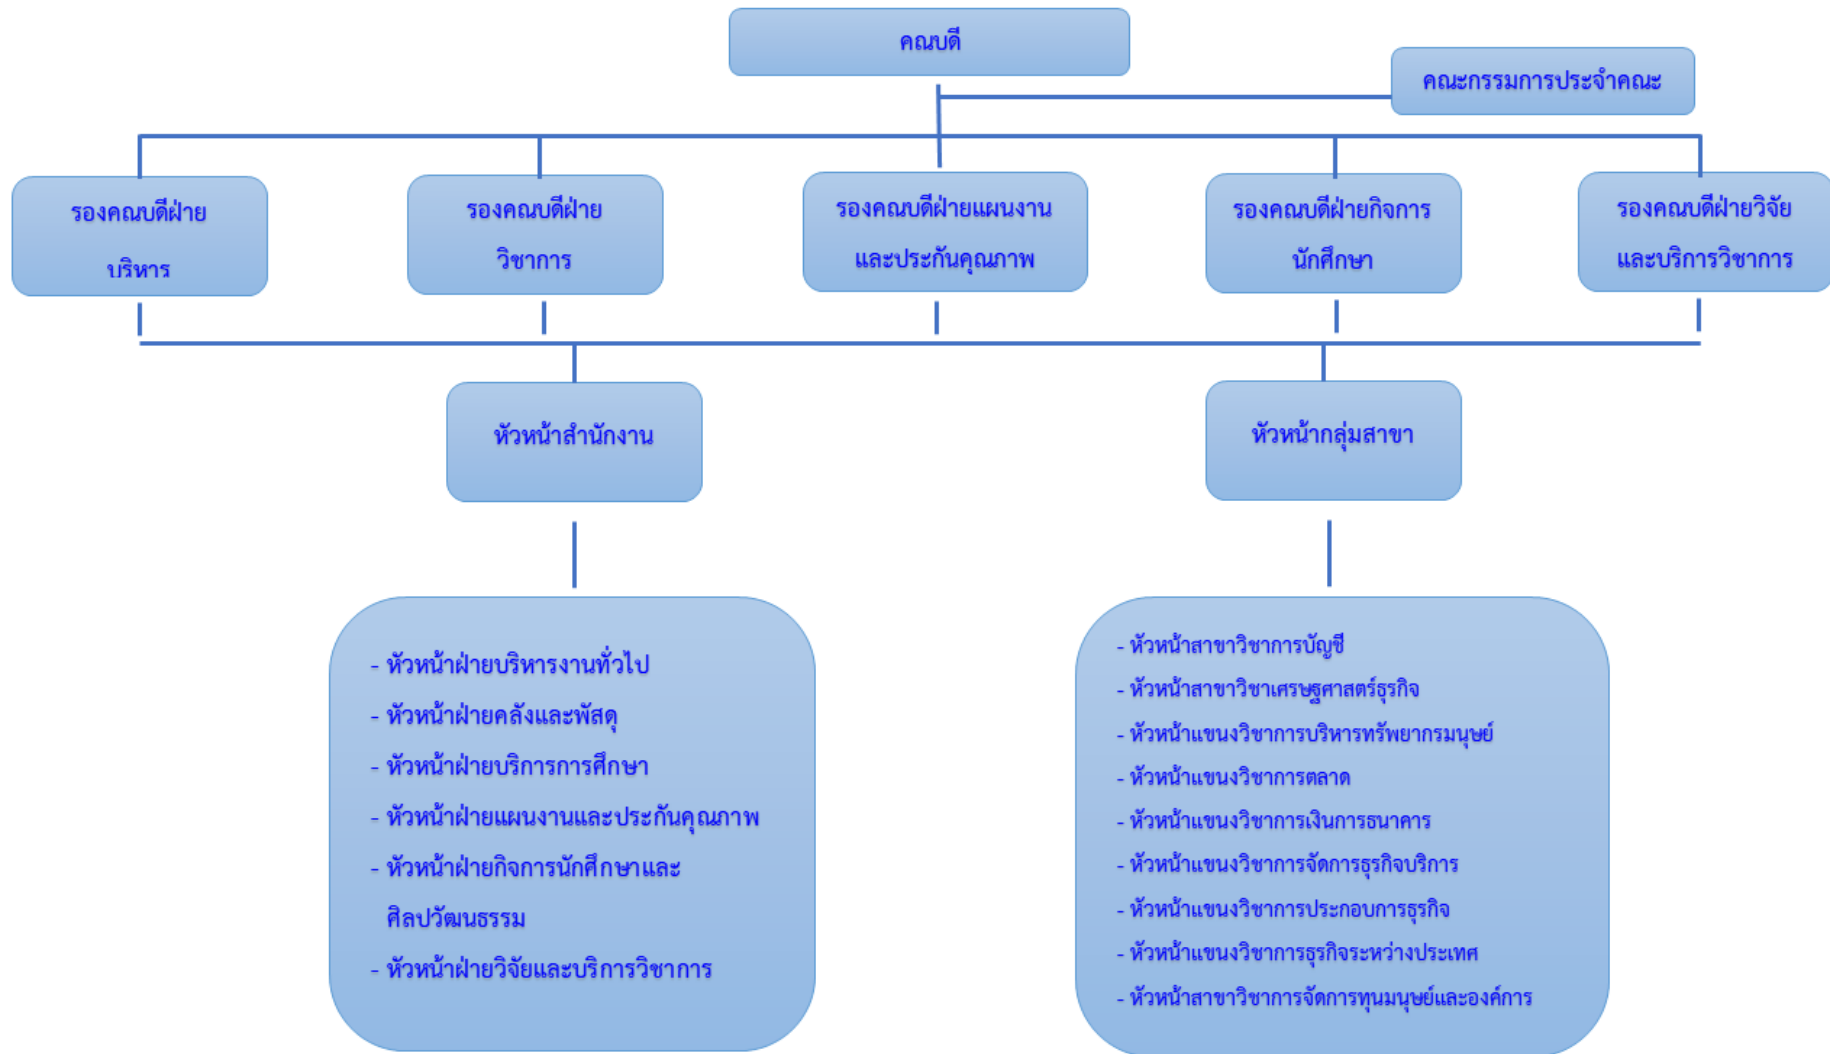 คณบดี
คณะกรรมการประจำคณะ
รองคณบดีฝ่าย
บริหาร
รองคณบดีฝ่าย
วิชาการ
รองคณบดีฝ่ายแผนงาน
และประกันคุณภาพ
รองคณบดีฝ่ายกิจการ
นักศึกษา
รองคณบดีฝ่ายวิจัย
และบริการวิชาการ
หัวหน้าสำนักงาน
หัวหน้ากลุ่มสาขา
- หัวหน้าฝ่ายบริหารงานทั่วไป
- หัวหน้าฝ่ายคลังและพัสดุ
- หัวหน้าฝ่ายบริการการศึกษา
- หัวหน้าฝ่ายแผนงานและประกันคุณภาพ
- หัวหน้าฝ่ายกิจการนักศึกษาและ
ศิลปวัฒนธรรม
- หัวหน้าฝ่ายวิจัยและบริการวิชาการ
- หัวหน้าสาขาวิชาการบัญชี
- หัวหน้าสาขาวิชาเศรษฐศาสตร์ธุรกิจ
- หัวหน้าแขนงวิชาการบริหารทรัพยากรมนุษย์
- หัวหน้าแขนงวิชาการตลาด
- หัวหน้าแขนงวิชาการเงินการธนาคาร
- หัวหน้าแขนงวิชาการจัดการธุรกิจบริการ
- หัวหน้าแขนงวิชาการประกอบการธุรกิจ
- หัวหน้าแขนงวิชาการธุรกิจระหว่างประเทศ
- หัวหน้าสาขาวิชาการจัดการทุนมนุษย์และองค์การ